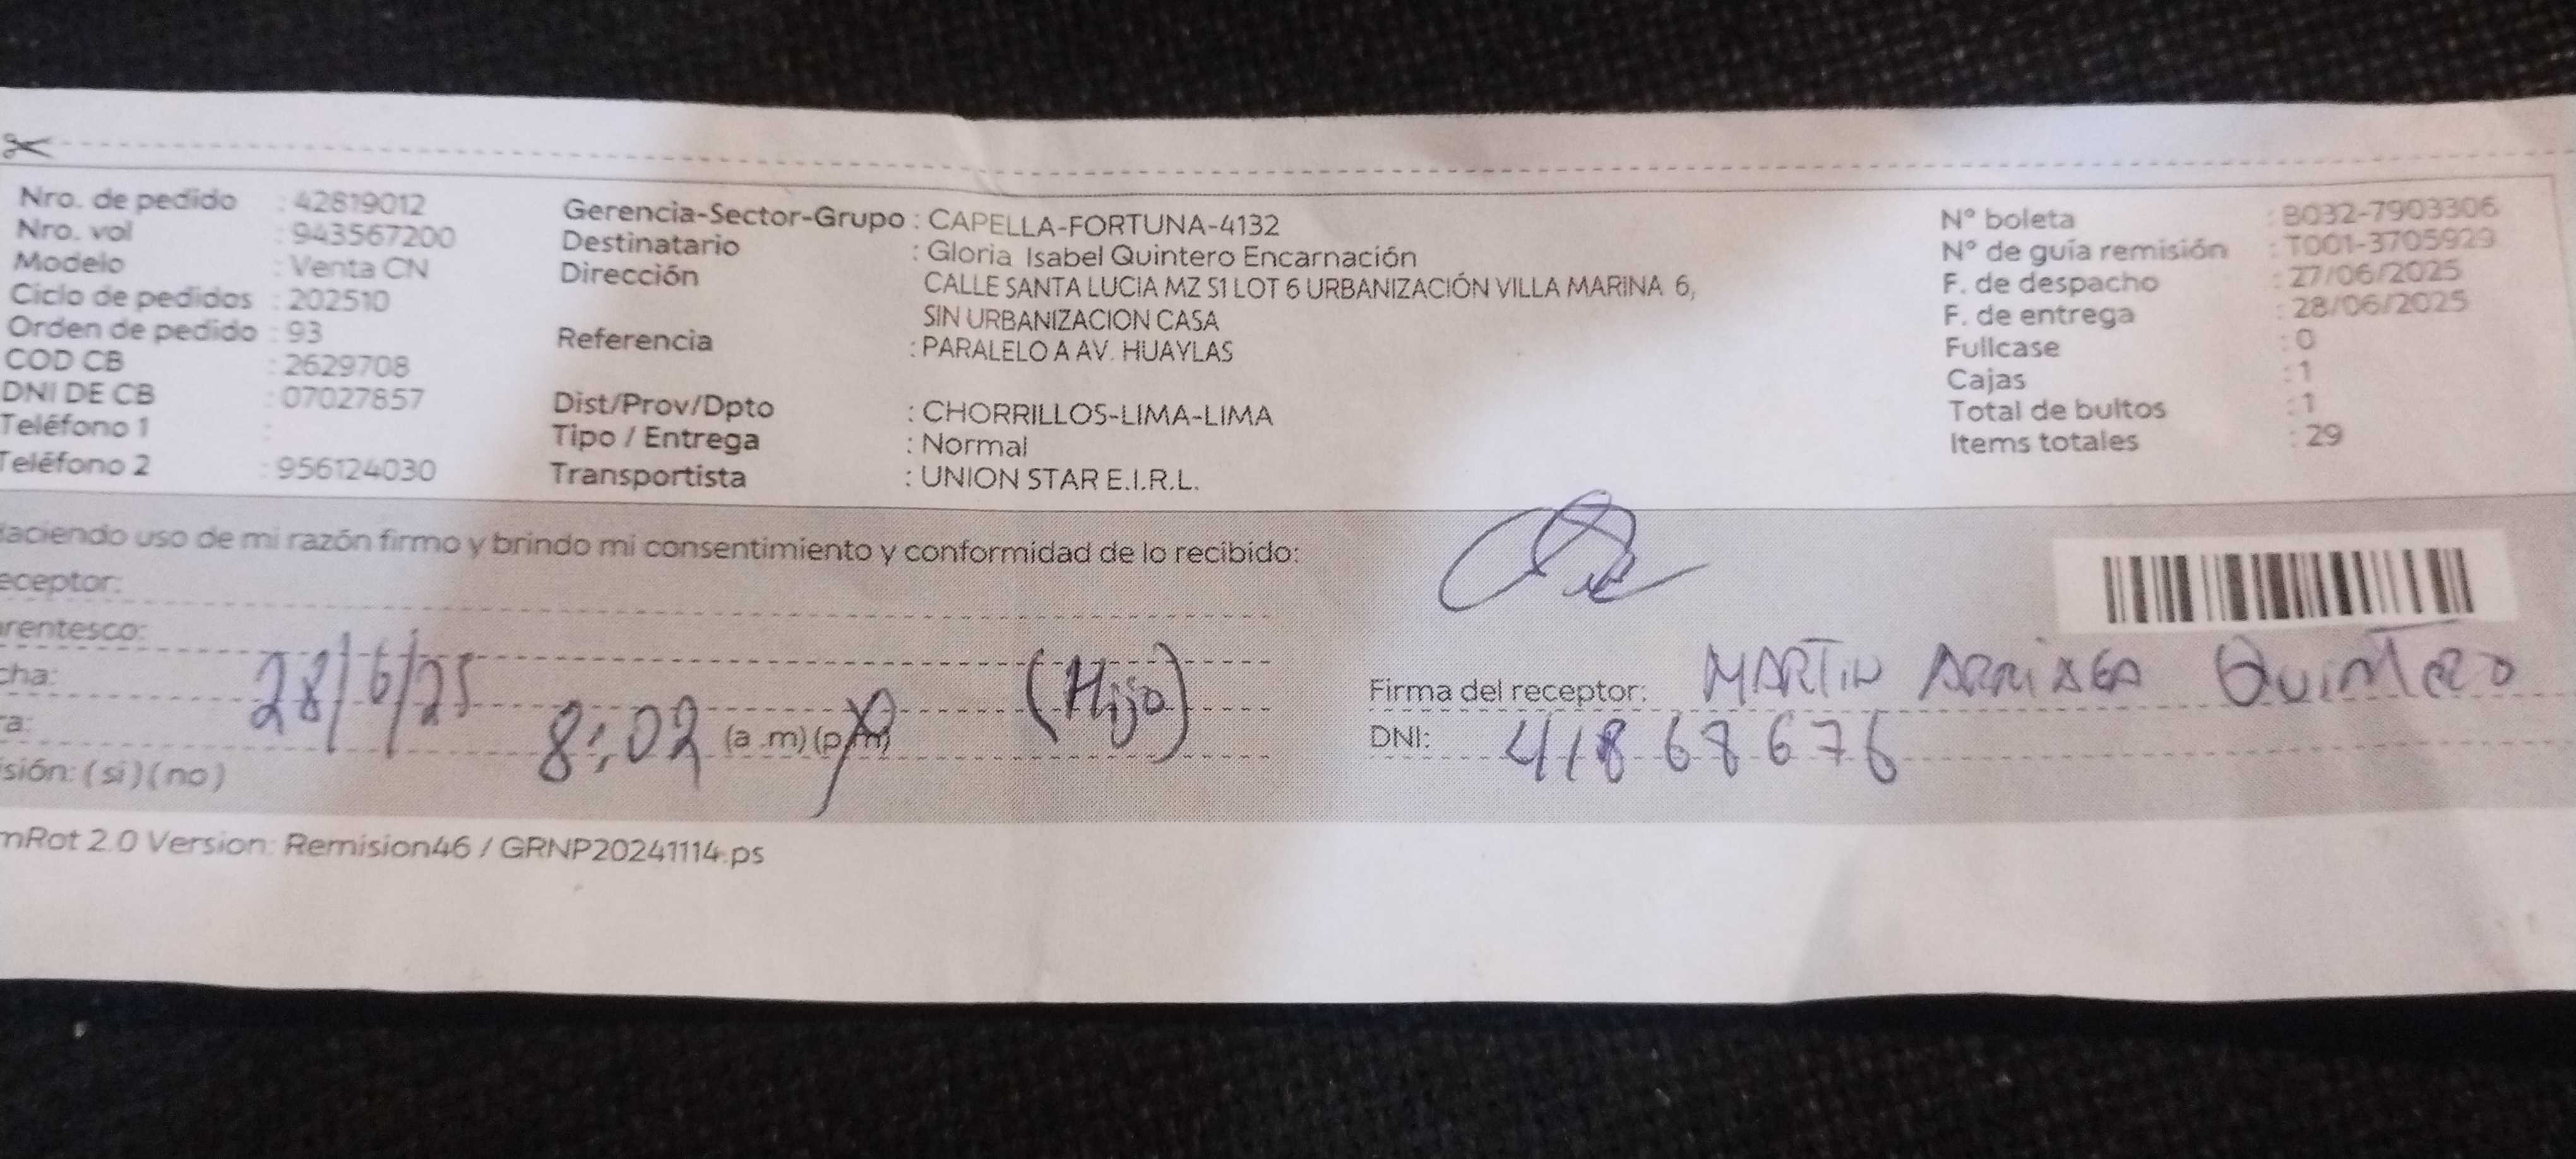 Nro. de pedido : 42819012
Nro. vol : 943567200
Modelo : Venta CN
Ciclo de pedidos : 202510
Orden de pedido : 93
COD CB : 2629708
DNI DE CB : 07027857
Teléfono 1 :
Teléfono 2 : 956124030
Gerencia-Sector-Grupo : CAPELLA-FORTUNA-4132
Destinatario : Gloria Isabel Quintero Encarnación
Dirección CALLE SANTA LUCIA MZ S1 LOT 6 URBANIZACIÓN VILLA MARINA 6,
SIN URBANIZACION CASA
Referencia : PARALELO A AV. HUAYLAS
Dist/Prov/Dpto : CHORRILLOS-LIMA-LIMA
Tipo / Entrega : Normal
Transportista : UNION STAR E.I.R.L.
N° boleta : B032-7903306
N° de guía remisión : T001-3705929
F. de despacho : 27/06/2025
F. de entrega : 28/06/2025
Fullcase : 0
Cajas : 1
Total de bultos : 1
Items totales : 29
Haciendo uso de mi razón firmo y brindo mi consentimiento y conformidad de lo recibido:
eceptor:
rentesco:
cha: 28/6/25
ra: 8:02 (a.m) (p.m) (Hijo)
isión: (si) (no)
Firma del receptor: MARTIN ARRIAGA QUINTERO
DNI: 41868676
mRot 2.0 Version: Remision46 / GRNP20241114.ps